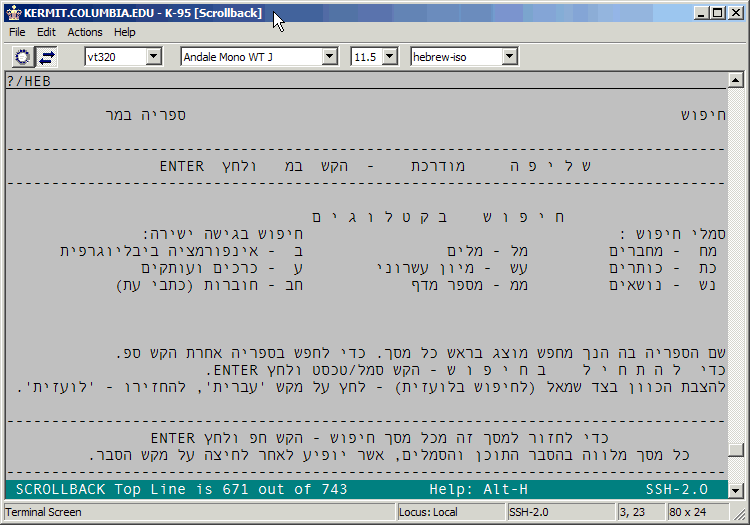 KERMIT.COLUMBIA.EDU - K-95 [Scrollback]
File Edit Actions Help
vt320 Andale Mono WT J 11.5 hebrew-iso
?/HEB
חיפוש ספריה במר
ש ל י פ ה מודרכת - הקש במ ולחץ ENTER
ח י פ ו ש ב ק ט ל ו ג י ם
סמלי חיפוש : חיפוש בגישה ישירה:
מח - מחברים מל - מלים ב - אינפורמציה ביבליוגרפית
כת - כותרים עש - מיון עשרוני ע - כרכים ועותקים
נש - נושאים ממ - מספר מדף חב - חוברות (כתבי עת)
שם הספריה בה הנך מחפש מוצג בראש כל מסך. כדי לחפש בספריה אחרת הקש ספ.
כדי ל ה ת ח י ל ב ח י פ ו ש - הקש סמל/טכסט ולחץ ENTER.
להצבת הכוון בצד שמאל (לחיפוש בלועזית) - לחץ על מקש 'עברית', להחזירו - 'לועזית'.
כדי לחזור למסך זה מכל מסך חיפוש - הקש חפ ולחץ ENTER
כל מסך מלווה בהסבר התוכן והסמלים, אשר יופיע לאחר לחיצה על מקש הסבר.
SCROLLBACK Top Line is 671 out of 743 Help: Alt-H SSH-2.0
Terminal Screen Locus: Local SSH-2.0 3, 23 80 x 24